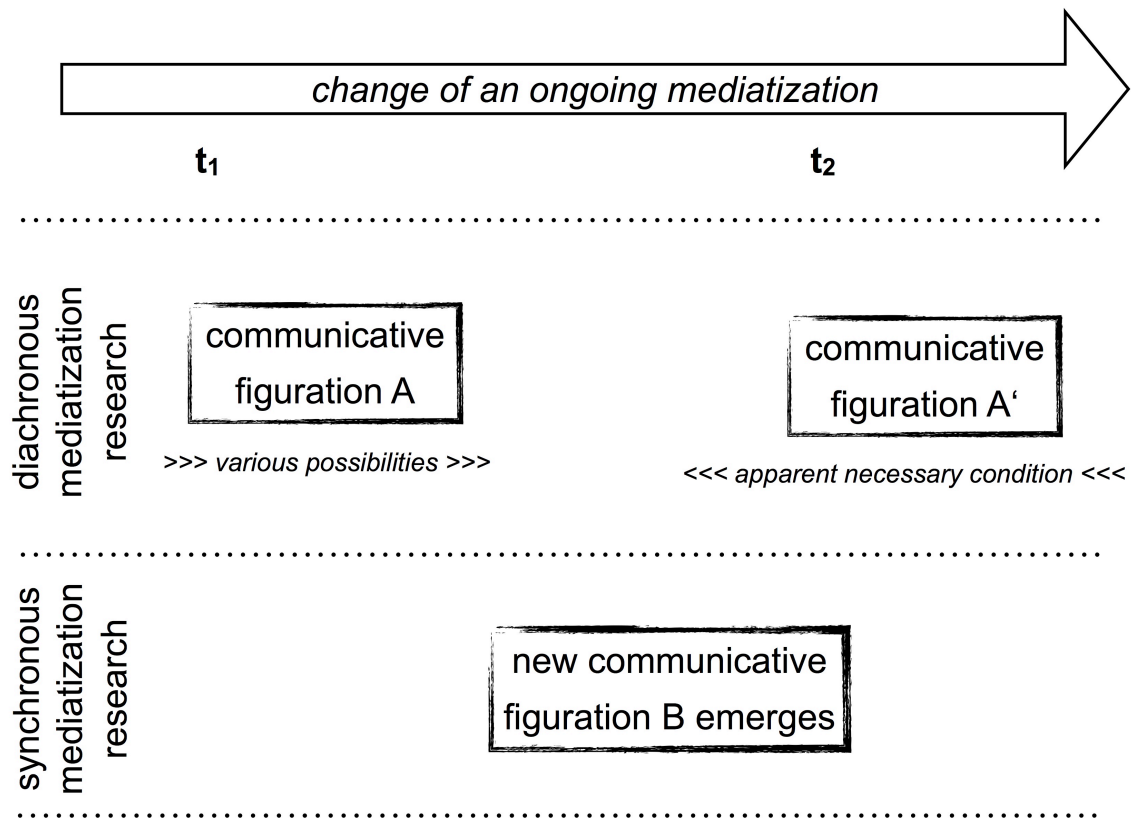 change of an ongoing mediatization
t₁
t₂
diachronous
mediatization
research
communicative
figuration A
>>> various possibilities >>>
communicative
figuration A‘
<<< apparent necessary condition <<<
synchronous
mediatization
research
new communicative
figuration B emerges